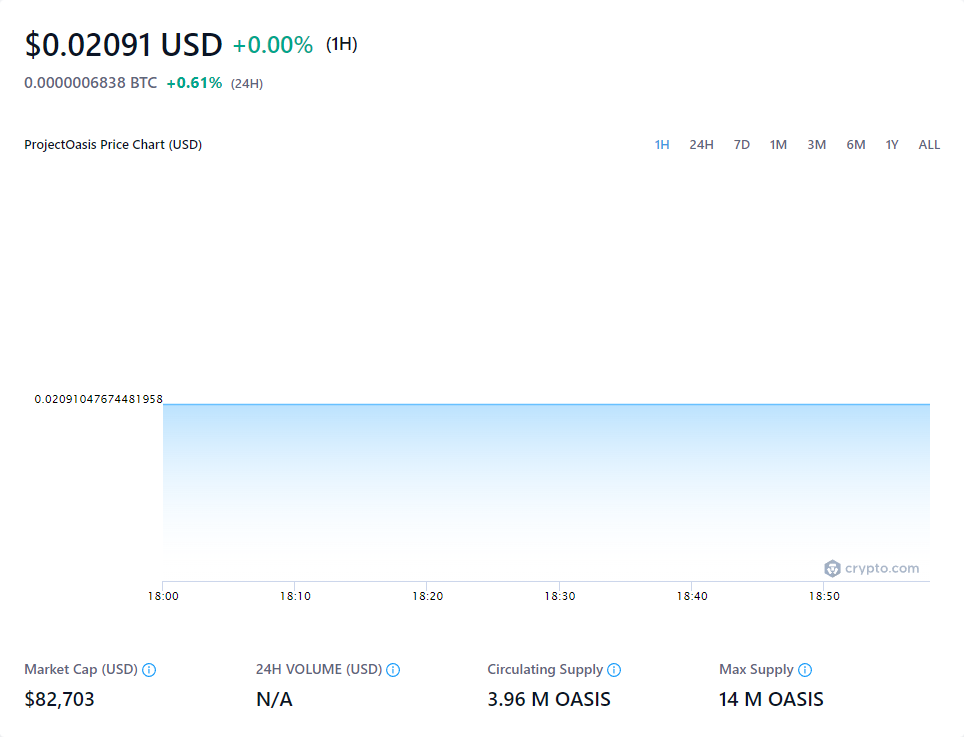 $0.02091 USD +0.00% (1H)
0.0000006838 BTC +0.61% (24H)
ProjectOasis Price Chart (USD) 1H 24H 7D 1M 3M 6M 1Y ALL
0.02091047674481958
crypto.com
18:00 18:10 18:20 18:30 18:40 18:50
Market Cap (USD) 24H VOLUME (USD) Circulating Supply Max Supply
$82,703 N/A 3.96 M OASIS 14 M OASIS